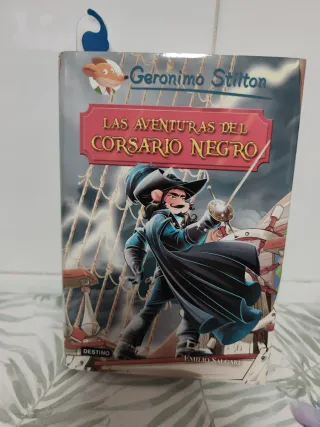 Geronimo Stilton
LAS AVENTURAS DEL
CORSARIO NEGRO
DESTINO
EMILIO SALGARI